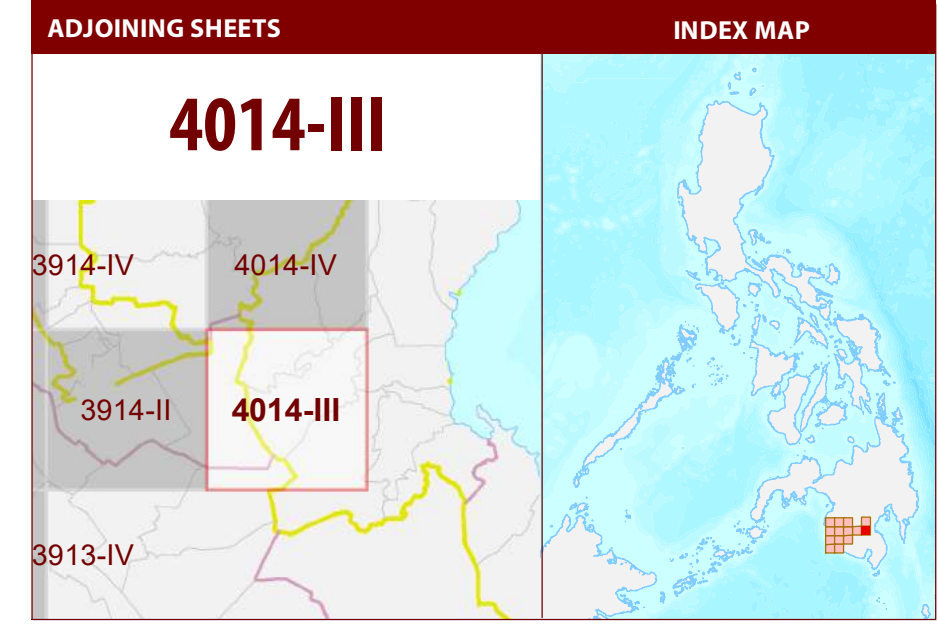 ADJOINING SHEETS
INDEX MAP
4014-III
3914-IV
4014-IV
3914-II
4014-III
3913-IV